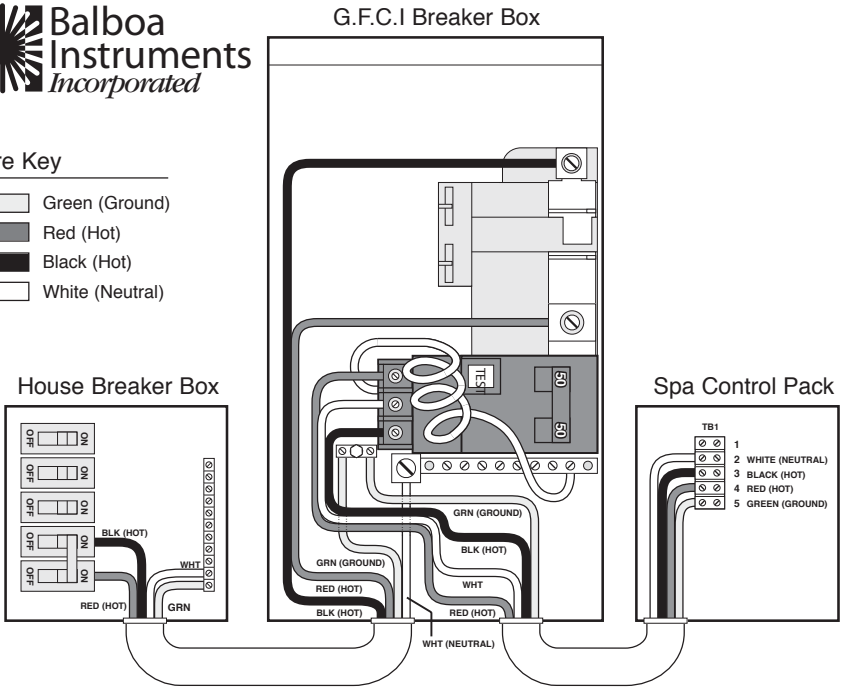 Balboa
Instruments
Incorporated
G.F.C.I Breaker Box
re Key
Green (Ground)
Red (Hot)
Black (Hot)
White (Neutral)
House Breaker Box
OFF ON
OFF ON
OFF ON
OFF ON
OFF ON
BLK (HOT)
WHT
RED (HOT)
GRN
TEST
50
50
GRN (GROUND)
BLK (HOT)
GRN (GROUND)
WHT
RED (HOT)
BLK (HOT)
RED (HOT)
WHT (NEUTRAL)
Spa Control Pack
TB1
1
2 WHITE (NEUTRAL)
3 BLACK (HOT)
4 RED (HOT)
5 GREEN (GROUND)